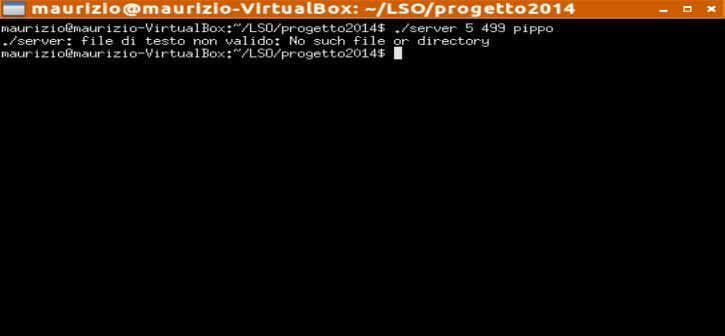 maurizio@maurizio-VirtualBox: ~/LSO/progetto2014
maurizio@maurizio-VirtualBox:~/LSO/progetto2014$ ./server 5 499 pippo
./server: file di testo non valido: No such file or directory
maurizio@maurizio-VirtualBox:~/LSO/progetto2014$